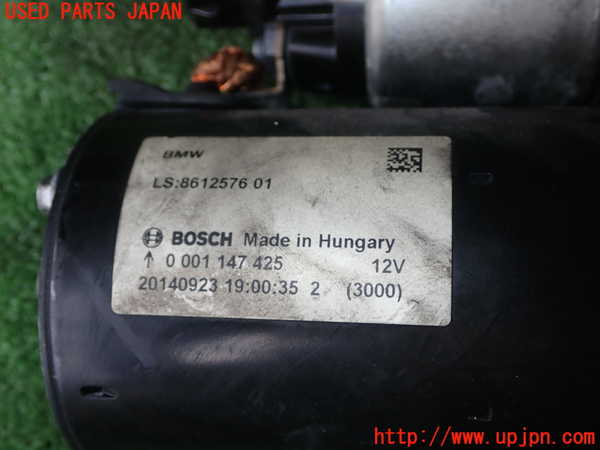 USED PARTS JAPAN
BMW
LS:8612576 01
BOSCH Made in Hungary
↑ 0 001 147 425 12V
20140923 19:00:35 2 (3000)
UPJ
http://www.upjpn.com/